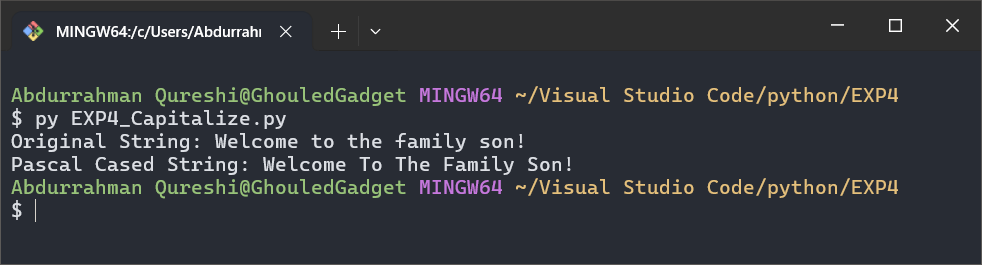 MINGW64:/c/Users/Abdurrahr
Abdurrahman Qureshi@GhouledGadget MINGW64 ~/Visual Studio Code/python/EXP4
$ py EXP4_Capitalize.py
Original String: Welcome to the family son!
Pascal Cased String: Welcome To The Family Son!
Abdurrahman Qureshi@GhouledGadget MINGW64 ~/Visual Studio Code/python/EXP4
$